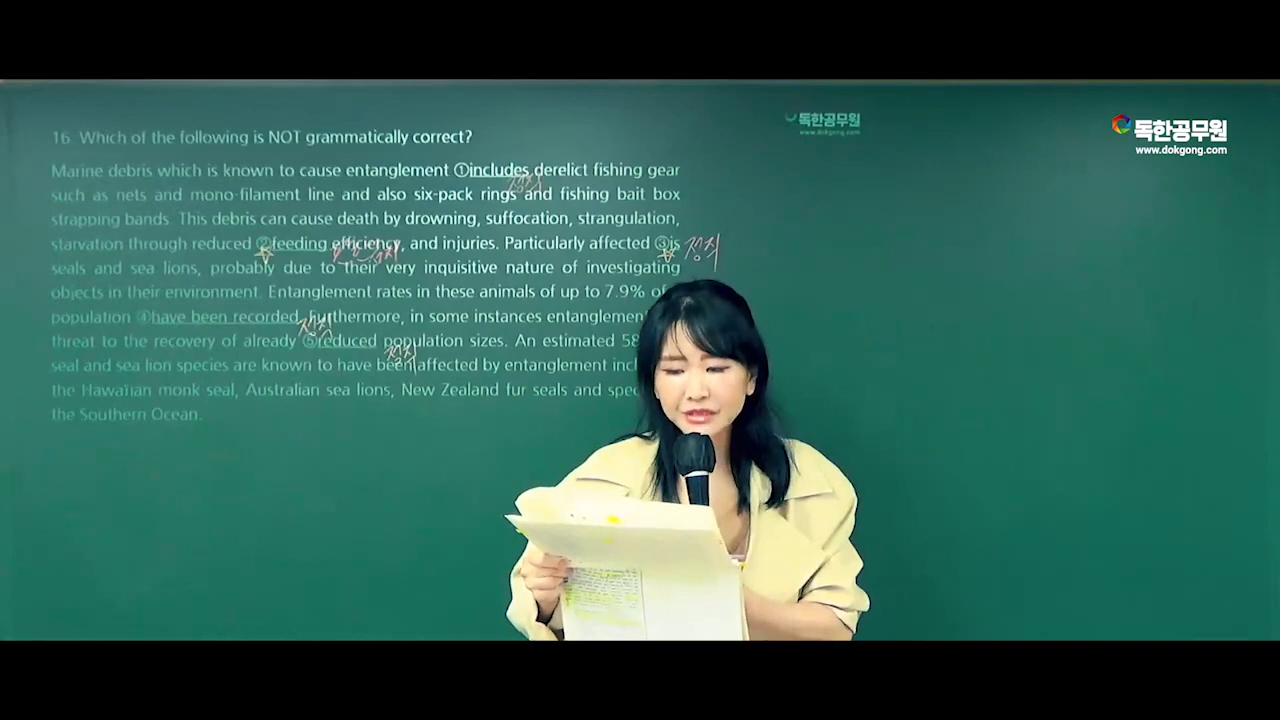 독한공무원
www.dokgong.com
독한공무원
www.dokgong.com
16 Which of the following is NOT grammatically correct?
Marine debris which is known to cause entanglement ①includes derelict fishing gear
such as nets and mono-filament line and also six-pack rings and fishing bait box
strapping bands. This debris can cause death by drowning, suffocation, strangulation,
starvation through reduced ②feeding efficiency, and injuries. Particularly affected ③is
seals and sea lions, probably due to their very inquisitive nature of investigating
objects in their environment. Entanglement rates in these animals of up to 7.9% of
population ④have been recorded. Furthermore, in some instances entanglement
threat to the recovery of already ⑤reduced population sizes. An estimated 58
seal and sea lion species are known to have been affected by entanglement
the Hawaiian monk seal, Australian sea lions, New Zealand fur seals and
the Southern Ocean.